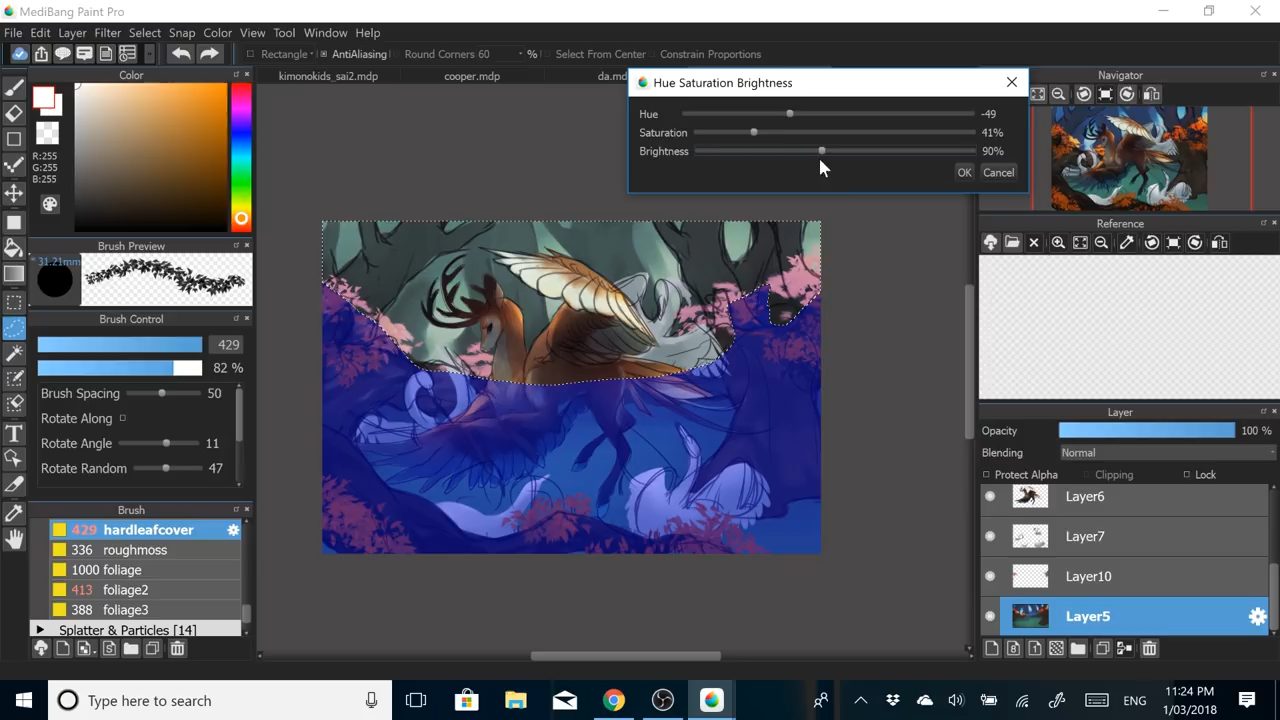 MediBang Paint Pro
File Edit Layer Filter Select Snap Color View Tool Window Help
Rectangle AntiAliasing Round Corners 60 % Select From Center Constrain Proportions
Color
kimonokids_sai2.mdp cooper.mdp da.md
Hue Saturation Brightness
Navigator
Hue -49
Saturation 41%
Brightness 90%
OK Cancel
R:255
G:255
B:255
Reference
Brush Preview
31.21mm
Brush Control
429
82 %
Brush Spacing 50
Rotate Along
Rotate Angle 11
Rotate Random 47
Layer
Opacity 100 %
Blending Normal
Protect Alpha Clipping Lock
Layer6
Layer7
Layer10
Layer5
Brush
429 hardleafcover
336 roughmoss
1000 foliage
413 foliage2
388 foliage3
Splatter & Particles [14]
8 1
Type here to search
ENG
11:24 PM
1/03/2018